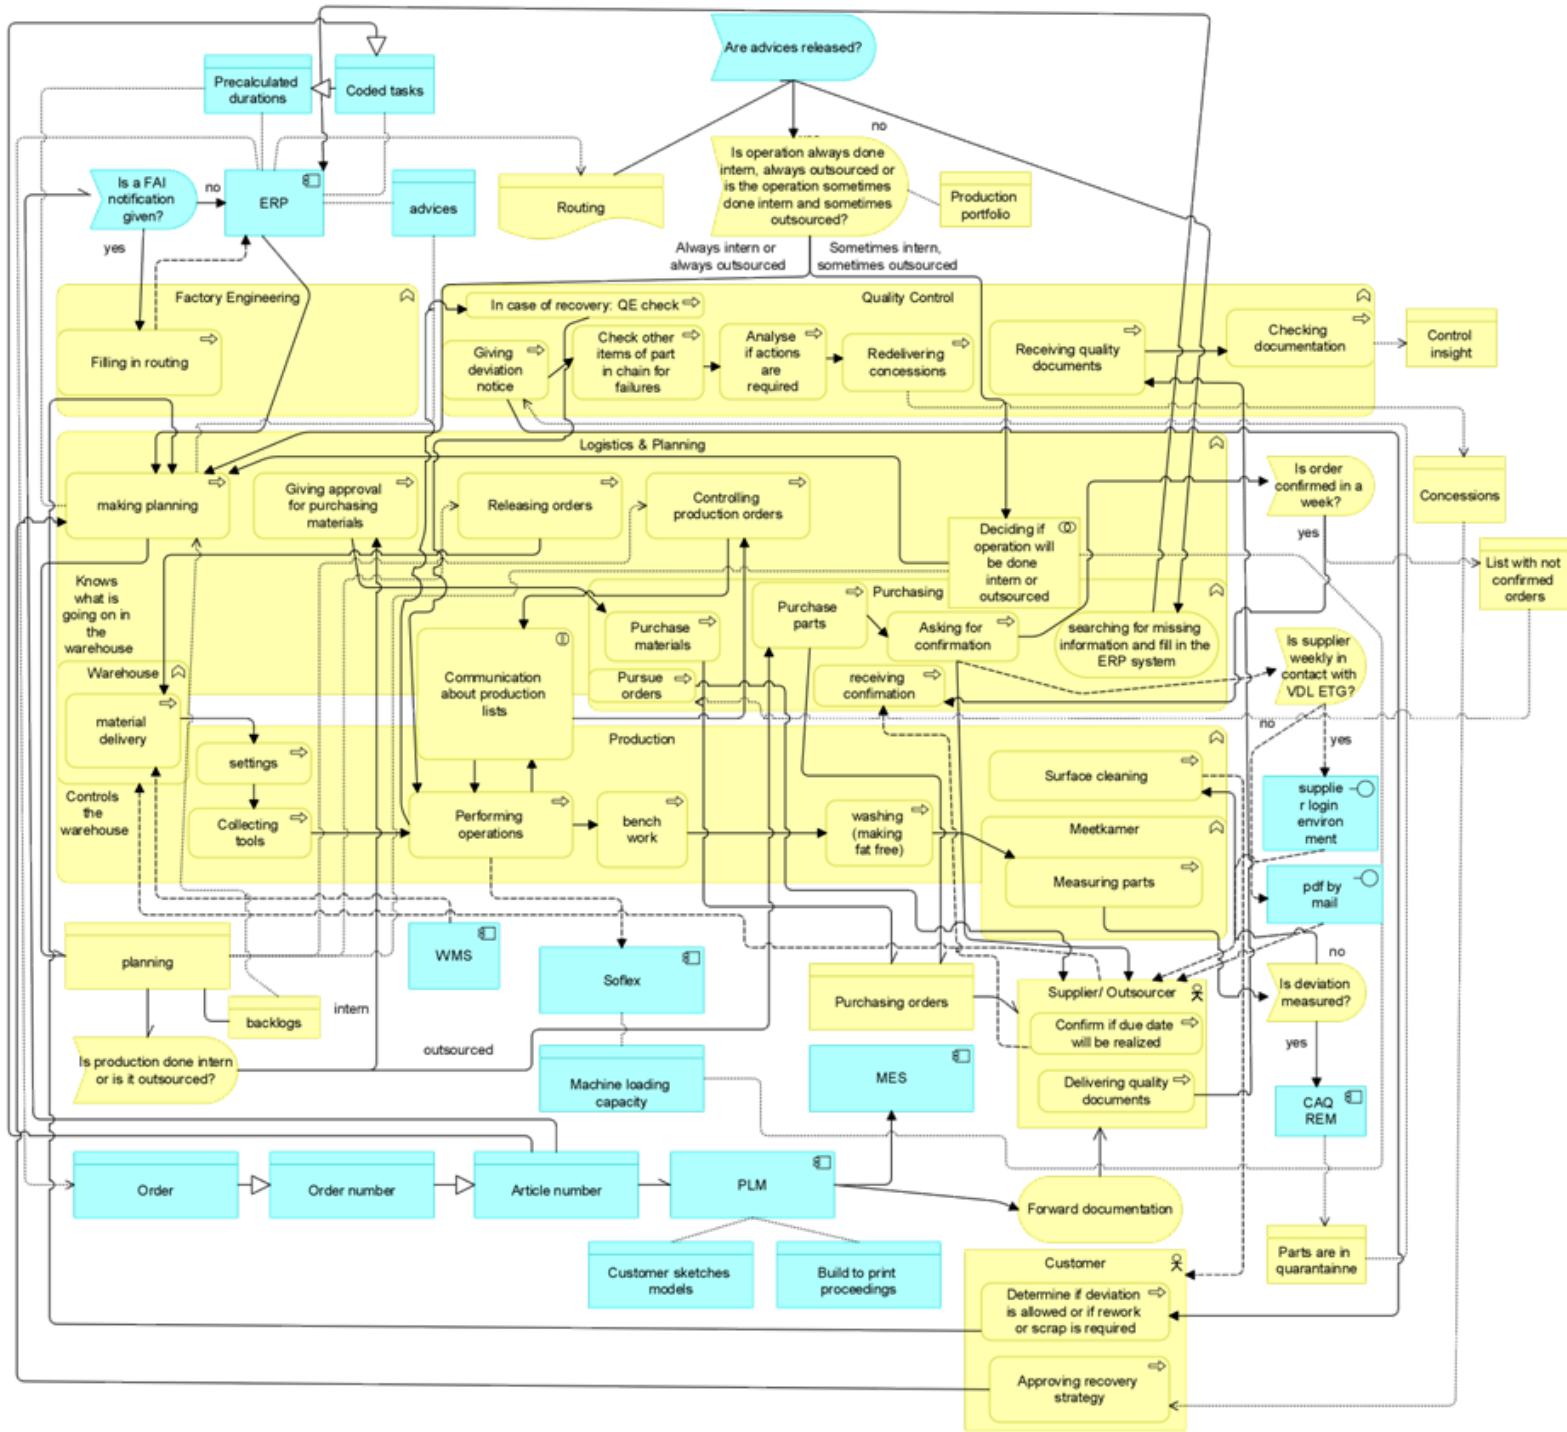 Are advices released?
Precalculated
durations
Coded tasks
no
Is operation always done
intern, always outsourced or
is the operation sometimes
done intern and sometimes
outsourced?
Is a FAI
notification
given?
no
ERP
advices
Routing
Production
portfolio
yes
Always intern or
always outsourced
Sometimes intern,
sometimes outsourced
Factory Engineering
In case of recovery: QE check
Quality Control
Filling in routing
Giving
deviation
notice
Check other
items of part
in chain for
failures
Analyse
if actions
are
required
Redelivering
concessions
Receiving quality
documents
Checking
documentation
Control
insight
Logistics & Planning
making planning
Giving approval
for purchasing
materials
Releasing orders
Controlling
production orders
Deciding if
operation will
be done
intern or
outsourced
Is order
confirmed in a
week?
Concessions
yes
List with not
confirmed
orders
Knows
what is
going on in
the
warehouse
Purchasing
Purchase
materials
Purchase
parts
Asking for
confirmation
searching for missing
information and fill in the
ERP system
Is supplier
weekly in
contact with
VDL ETG?
Warehouse
Communication
about production
lists
Pursue
orders
receiving
confimation
material
delivery
no
yes
Production
settings
Surface cleaning
supplie
r login
environ
ment
Controls
the
warehouse
Collecting
tools
Performing
operations
bench
work
washing
(making
fat free)
Meetkamer
Measuring parts
pdf by
mail
planning
WMS
Soflex
no
Purchasing orders
Supplier/ Outsourcer
Is deviation
measured?
backlogs
intern
Confirm if due date
will be realized
outsourced
yes
Is production done intern
or is it outsourced?
Machine loading
capacity
MES
Delivering quality
documents
CAQ
REM
Order
Order number
Article number
PLM
Forward documentation
Customer sketches
models
Build to print
proceedings
Customer
Parts are in
quarantainne
Determine if deviation
is allowed or if rework
or scrap is required
Approving recovery
strategy